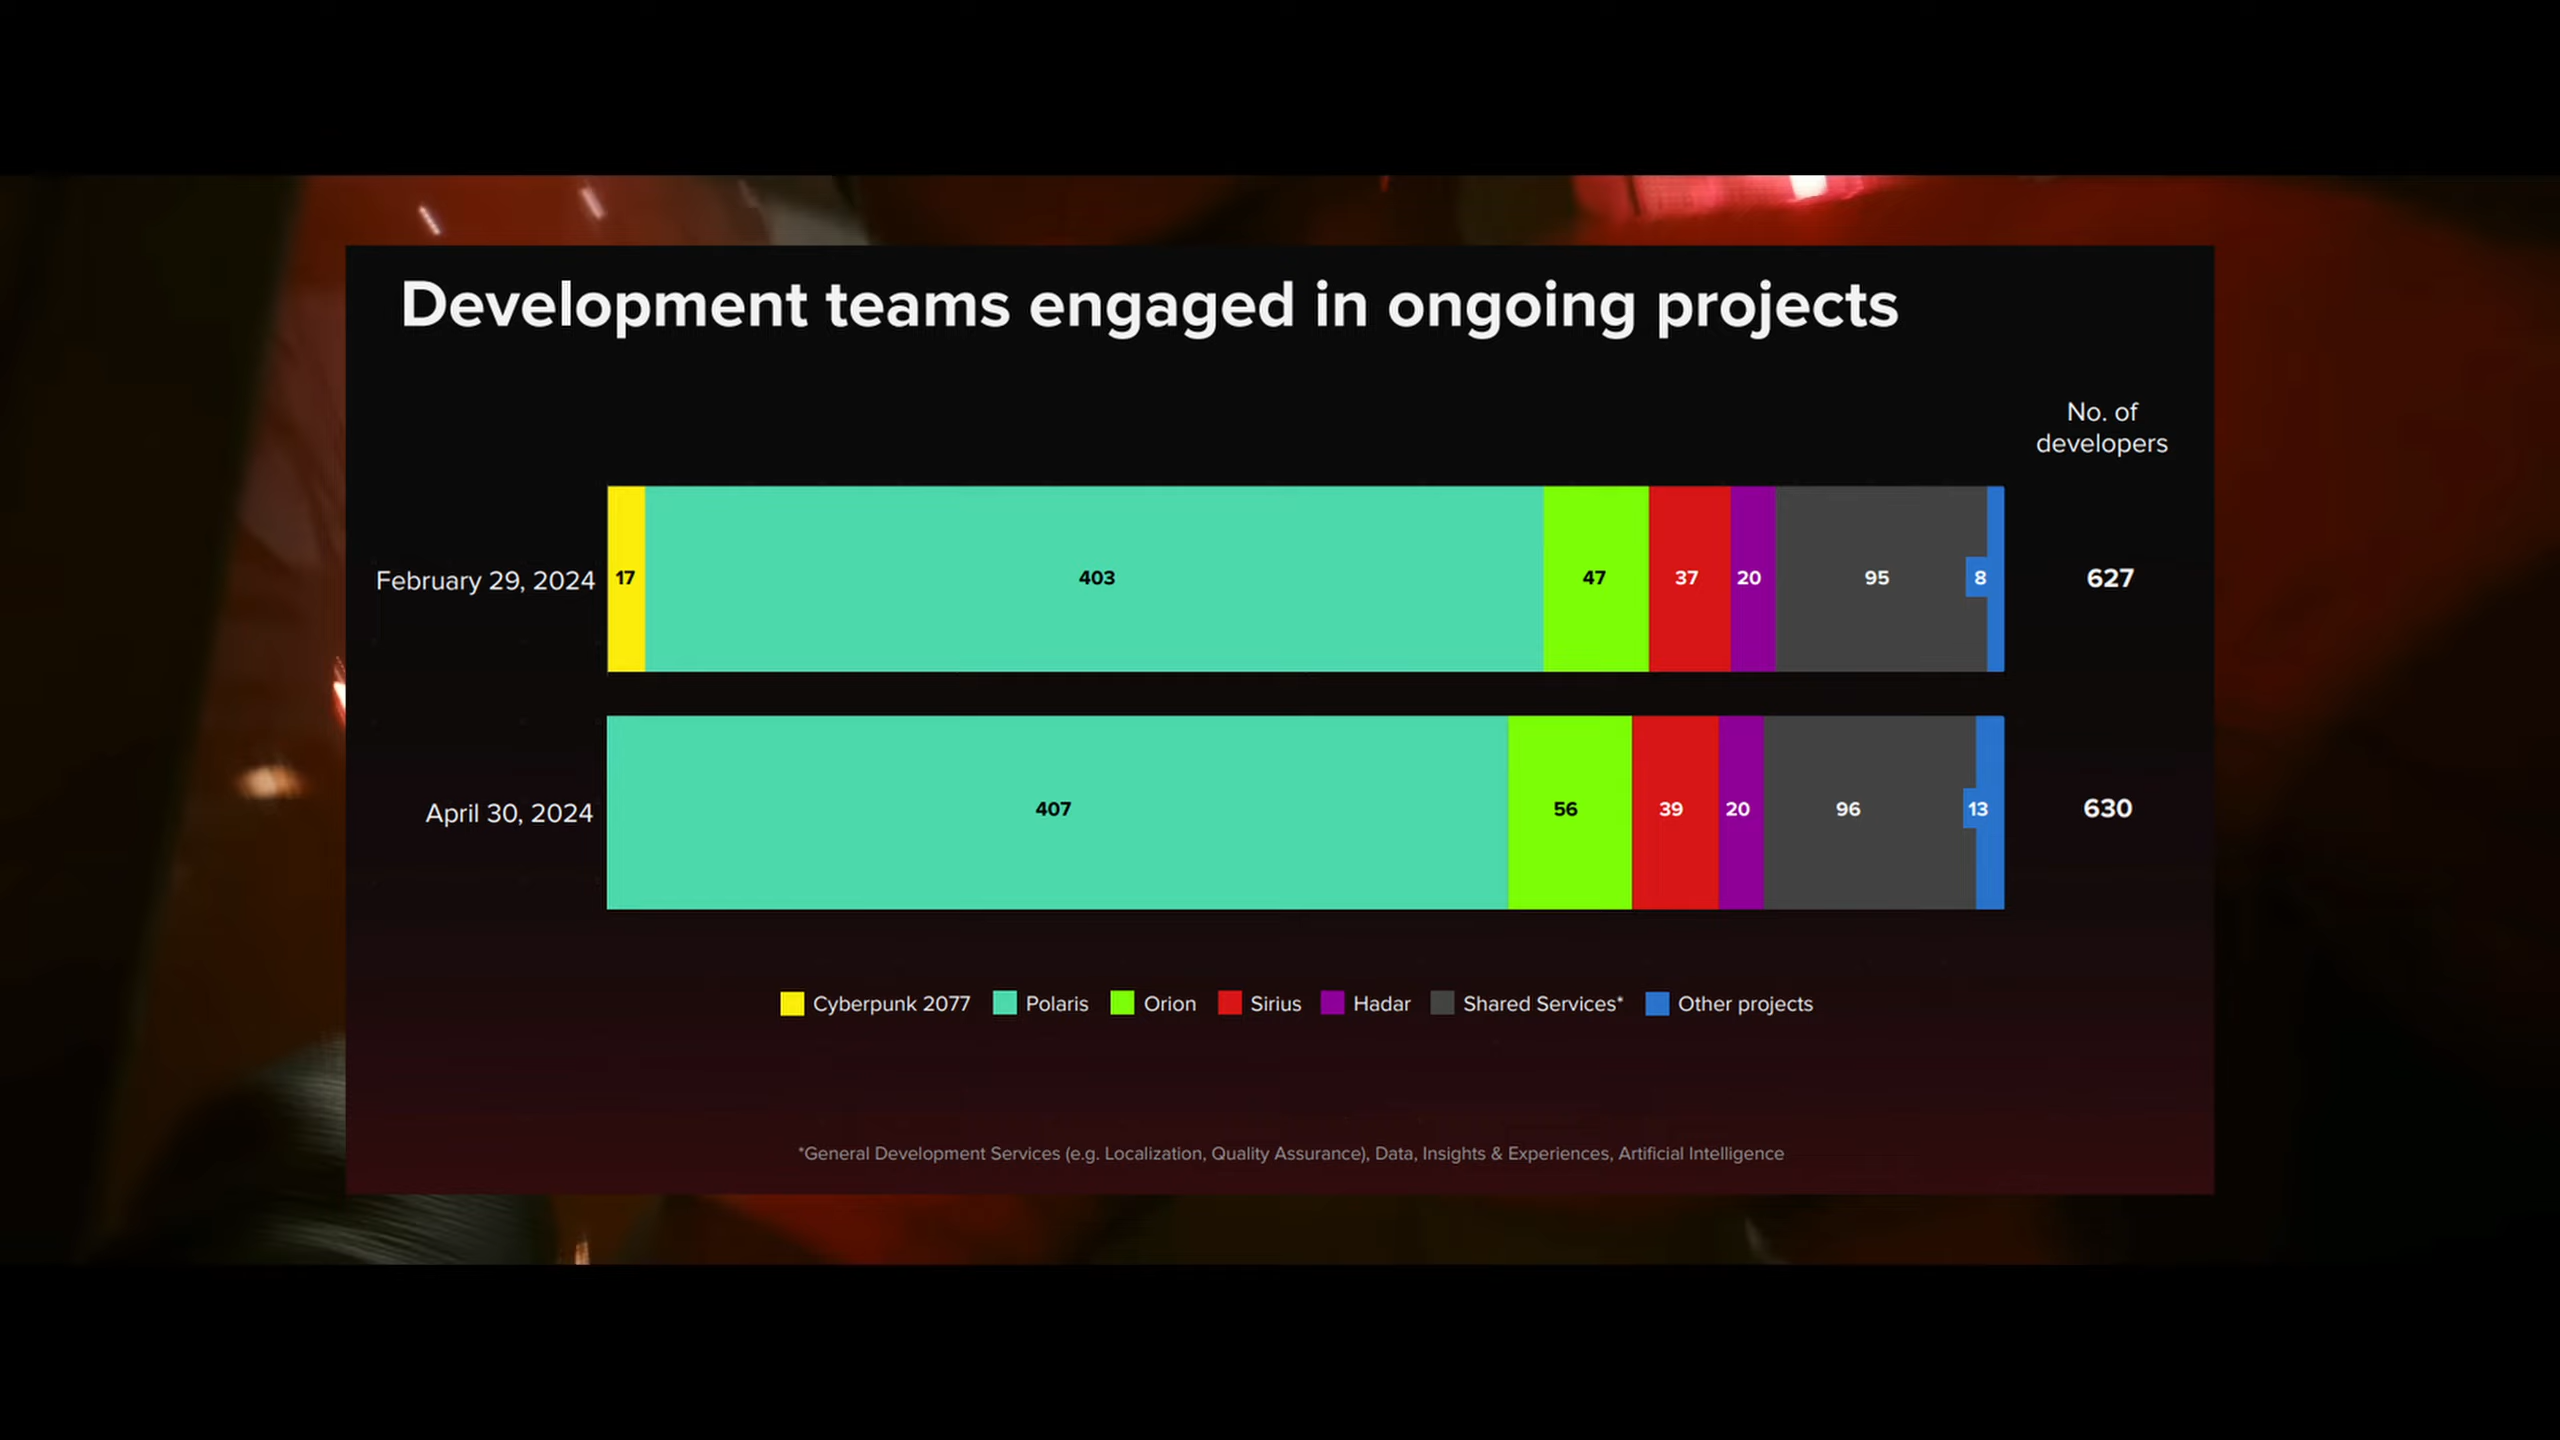 Development teams engaged in ongoing projects
No. of
developers
February 29, 2024 17 403 47 37 20 95 8 627
April 30, 2024 407 56 39 20 96 13 630
Cyberpunk 2077 Polaris Orion Sirius Hadar Shared Services* Other projects
*General Development Services (e.g. Localization, Quality Assurance), Data, Insights & Experiences, Artificial Intelligence